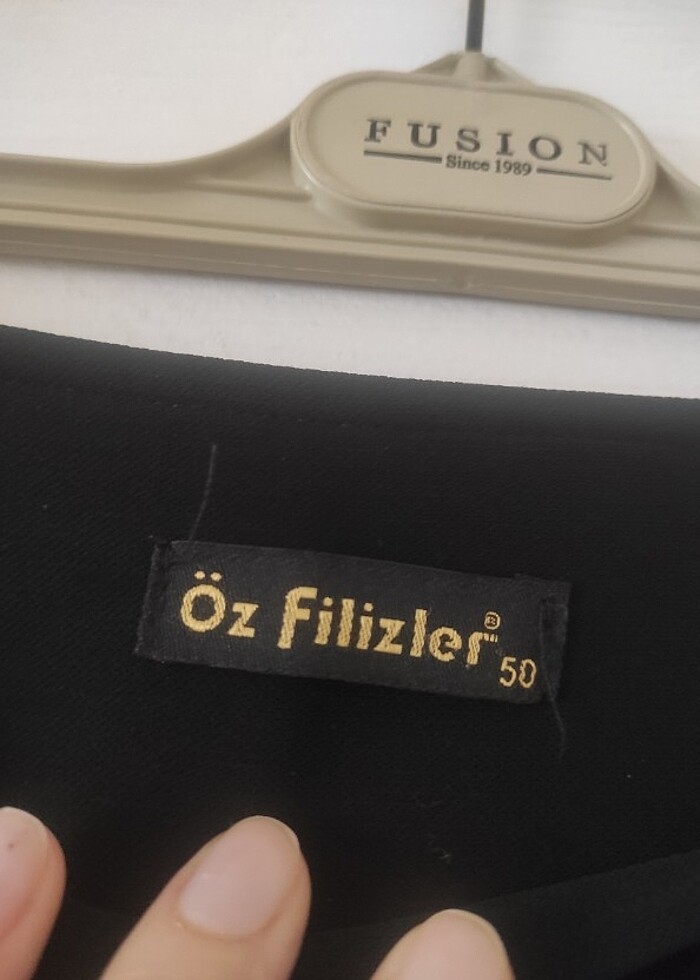 FUSION
Since 1989
Öz Filizler®
50